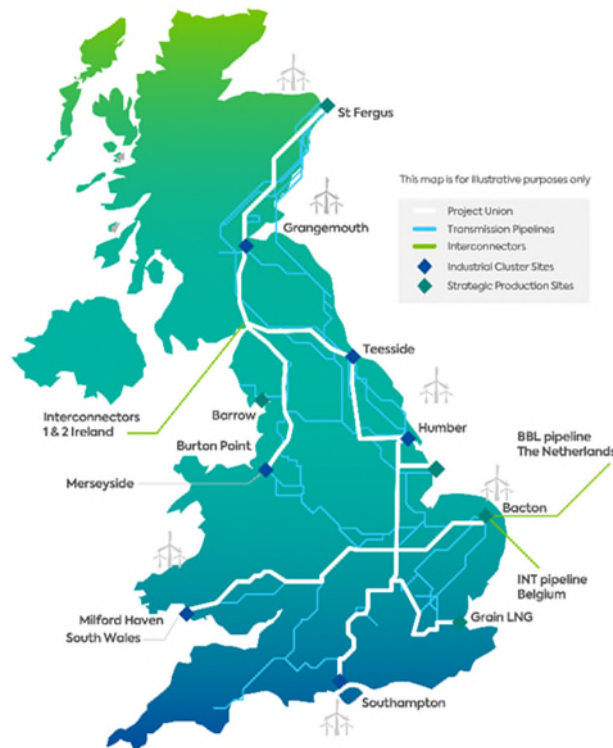 St Fergus
This map is for illustrative purposes only
Project Union
Transmission Pipelines
Interconnectors
Industrial Cluster Sites
Strategic Production Sites
Grangemouth
Teesside
Interconnectors
1 & 2 Ireland
Barrow
Humber
Burton Point
Merseyside
BBL pipeline
The Netherlands
Bacton
INT pipeline
Belgium
Milford Haven
South Wales
Grain LNG
Southampton